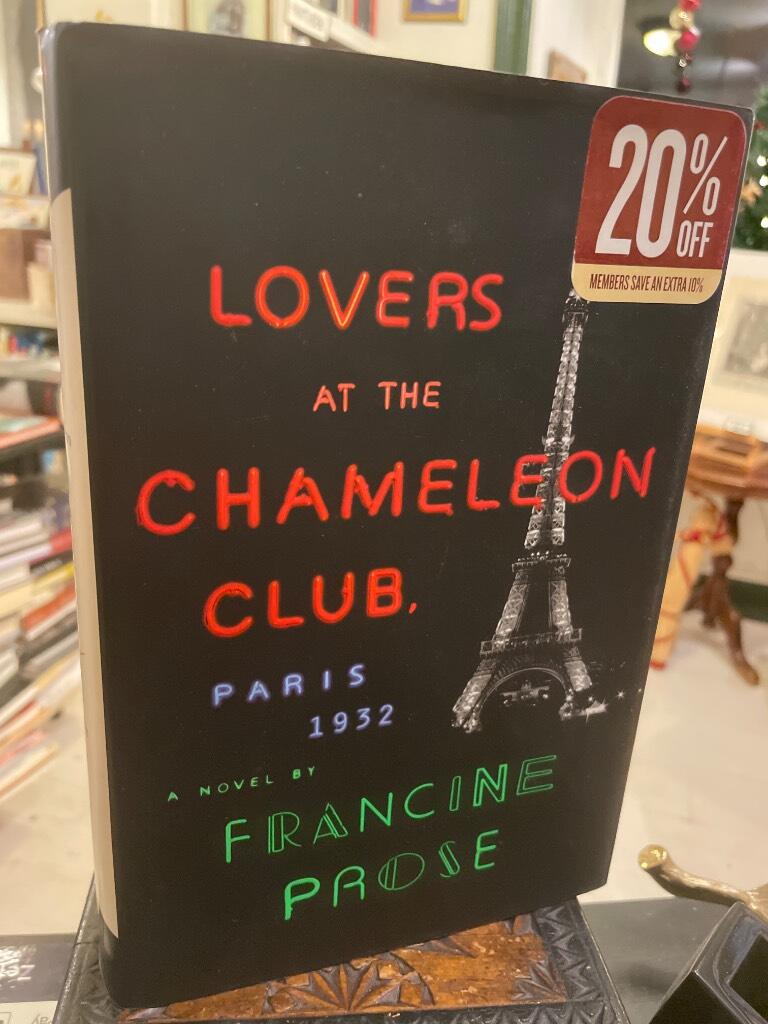 20% OFF
MEMBERS SAVE AN EXTRA 10%
LOVERS
AT THE
CHAMELEON
CLUB,
PARIS
1932
A NOVEL BY
FRANCINE
PROSE